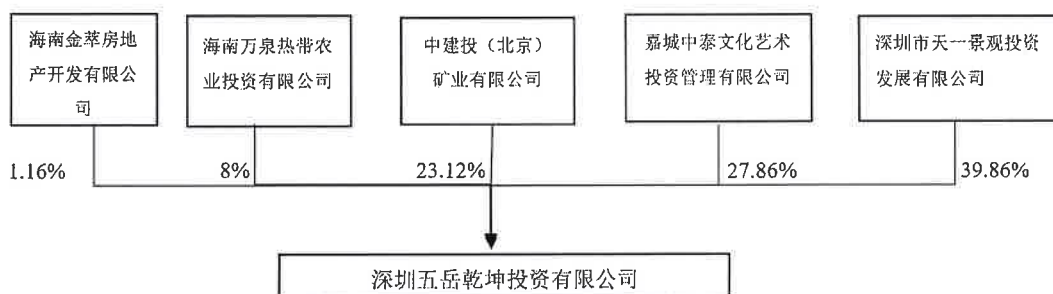 海南金萃房地
产开发有限公
司
海南万泉热带农
业投资有限公司
中建投（北京）
矿业有限公司
嘉城中泰文化艺术
投资管理有限公司
深圳市天一景观投资
发展有限公司
1.16%
8%
23.12%
27.86%
39.86%
深圳五岳乾坤投资有限公司